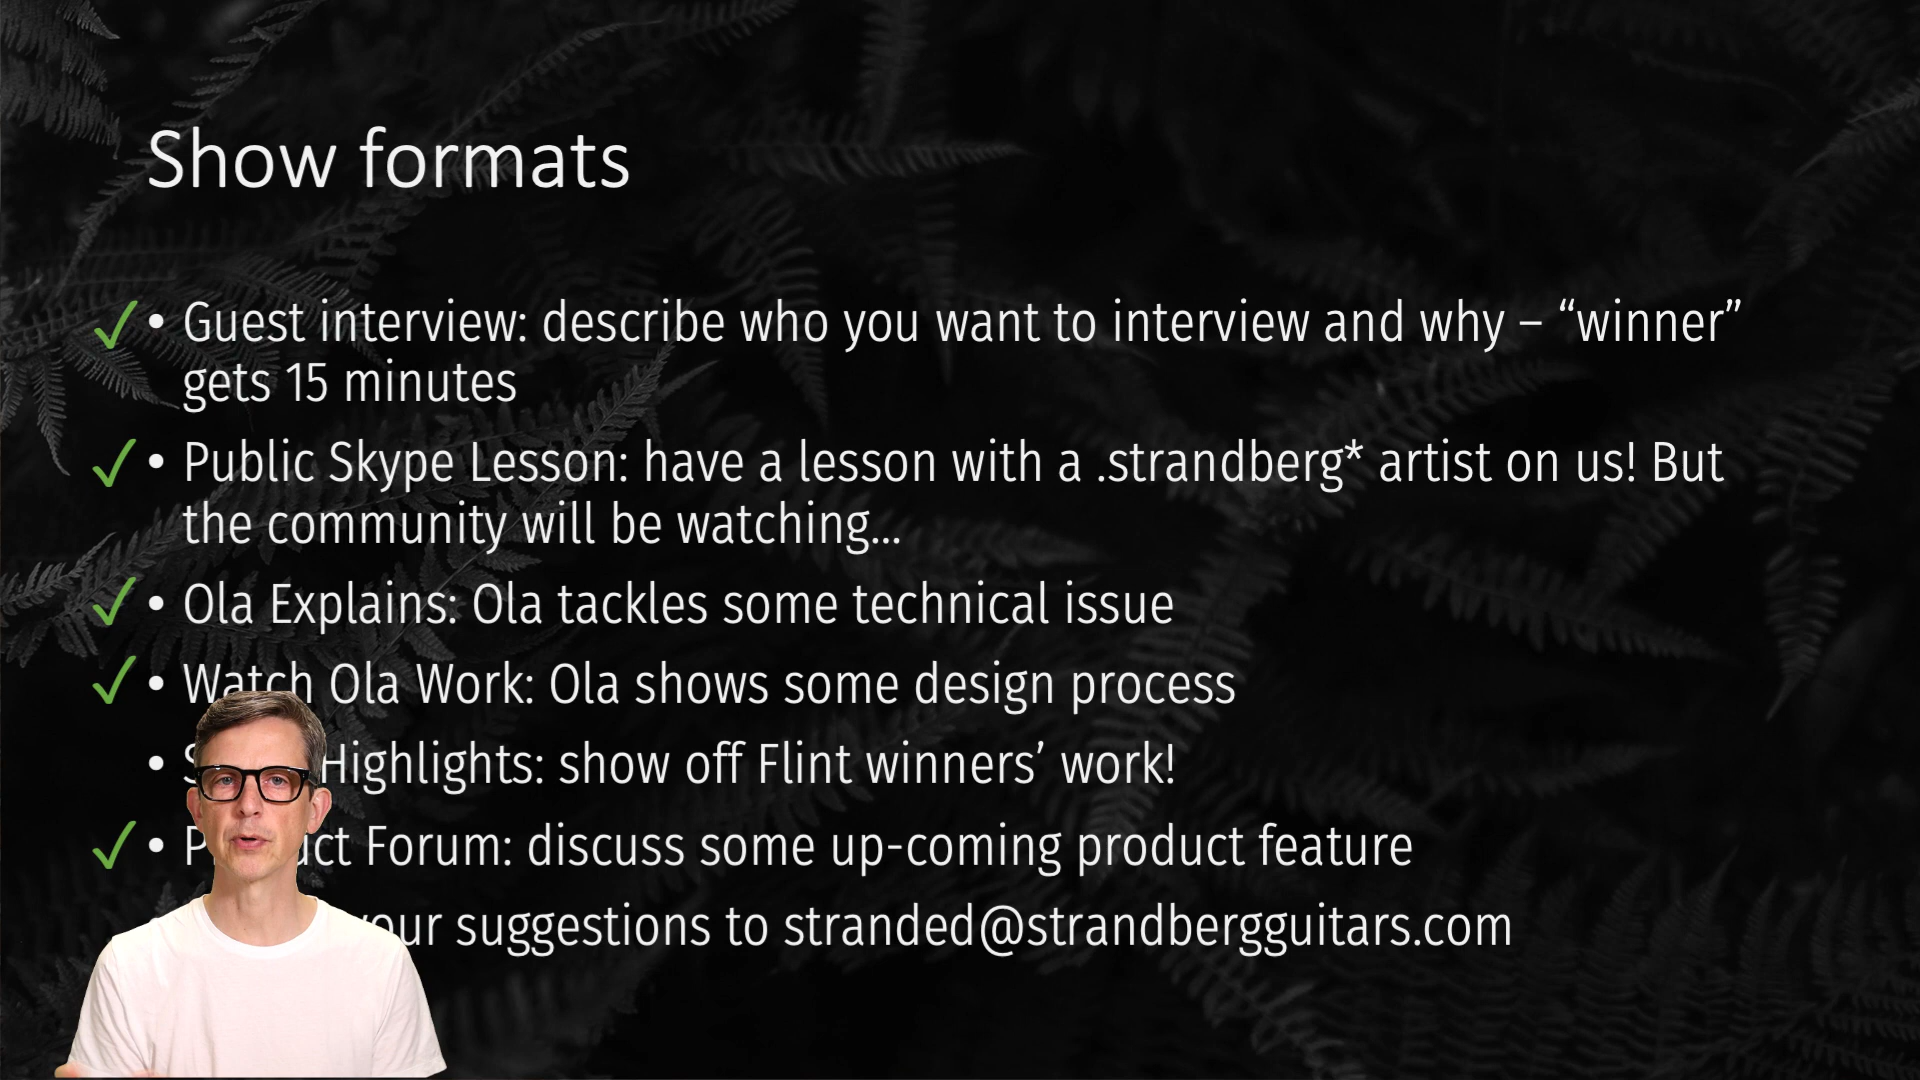 Show formats
✓ • Guest interview: describe who you want to interview and why – “winner”
gets 15 minutes
✓ • Public Skype Lesson: have a lesson with a .strandberg* artist on us! But
the community will be watching...
✓ • Ola Explains: Ola tackles some technical issue
✓ • Watch Ola Work: Ola shows some design process
• Highlights: show off Flint winners’ work!
✓ • Forum: discuss some up-coming product feature
your suggestions to stranded@strandbergguitars.com